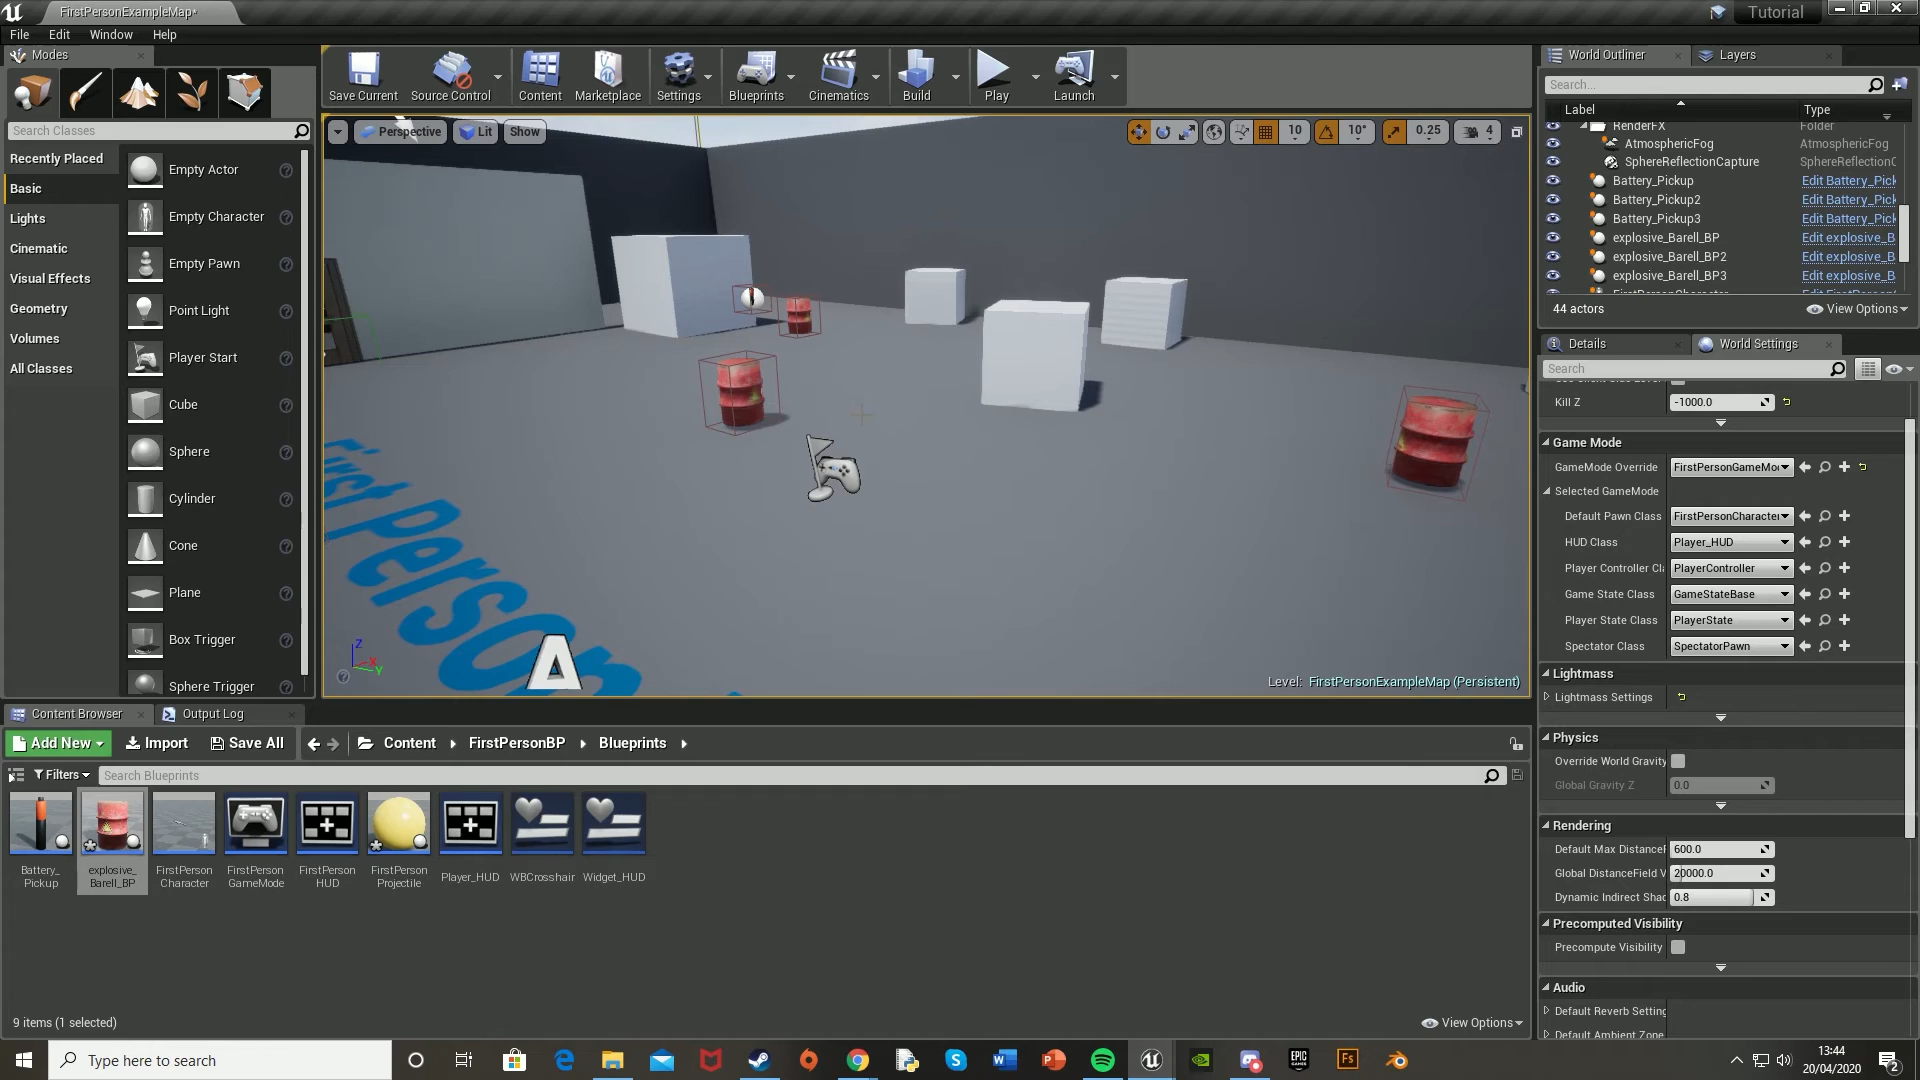 FirstPersonExampleMap*
Tutorial
File Edit Window Help
Modes
Search Classes
Recently Placed
Basic
Lights
Cinematic
Visual Effects
Geometry
Volumes
All Classes
Empty Actor
Empty Character
Empty Pawn
Point Light
Player Start
Cube
Sphere
Cylinder
Cone
Plane
Box Trigger
Sphere Trigger
Save Current Source Control Content Marketplace Settings Blueprints Cinematics Build Play Launch
Perspective Lit Show
10 10° 0.25 4
First Person
A
Z X Y
Level: FirstPersonExampleMap (Persistent)
World Outliner Layers
Search...
Label Type
RenderFX Folder
AtmosphericFog AtmosphericFog
SphereReflectionCapture SphereReflectionC
Battery_Pickup Edit Battery_Pick
Battery_Pickup2 Edit Battery_Pick
Battery_Pickup3 Edit Battery_Pick
explosive_Barell_BP Edit explosive_B
explosive_Barell_BP2 Edit explosive_B
explosive_Barell_BP3 Edit explosive_B
44 actors View Options
Details World Settings
Search
Kill Z -1000.0
Game Mode
GameMode Override FirstPersonGameMo
Selected GameMode
Default Pawn Class FirstPersonCharacter
HUD Class Player_HUD
Player Controller Cl PlayerController
Game State Class GameStateBase
Player State Class PlayerState
Spectator Class SpectatorPawn
Lightmass
Lightmass Settings
Physics
Override World Gravity
Global Gravity Z 0.0
Rendering
Default Max DistanceF 600.0
Global DistanceField V 20000.0
Dynamic Indirect Shad 0.8
Precomputed Visibility
Precompute Visibility
Audio
Default Reverb Setting
Default Ambient Zone
Content Browser Output Log
Add New Import Save All Content FirstPersonBP Blueprints
Filters Search Blueprints
Battery_
Pickup
explosive_
Barell_BP
FirstPerson
Character
FirstPerson
GameMode
FirstPerson
HUD
FirstPerson
Projectile
Player_HUD
WBCrosshair
Widget_HUD
9 items (1 selected) View Options
Type here to search
13:44
20/04/2020
2